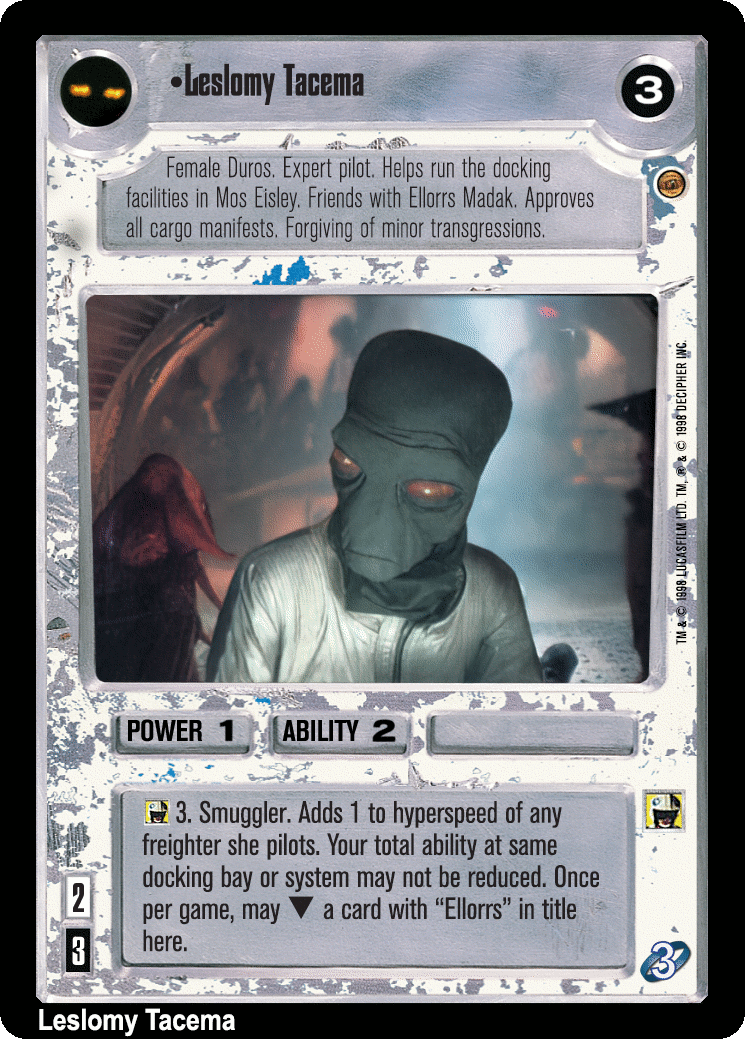 •Leslomy Tacema
3
Female Duros. Expert pilot. Helps run the docking
facilities in Mos Eisley. Friends with Ellorrs Madak. Approves
all cargo manifests. Forgiving of minor transgressions.
TM & © 1998 LUCASFILM LTD. TM, ® & © 1998 DECIPHER INC.
POWER 1
ABILITY 2
3. Smuggler. Adds 1 to hyperspeed of any
freighter she pilots. Your total ability at same
docking bay or system may not be reduced. Once
per game, may ▼ a card with “Ellorrs” in title
here.
2
3
3
Leslomy Tacema